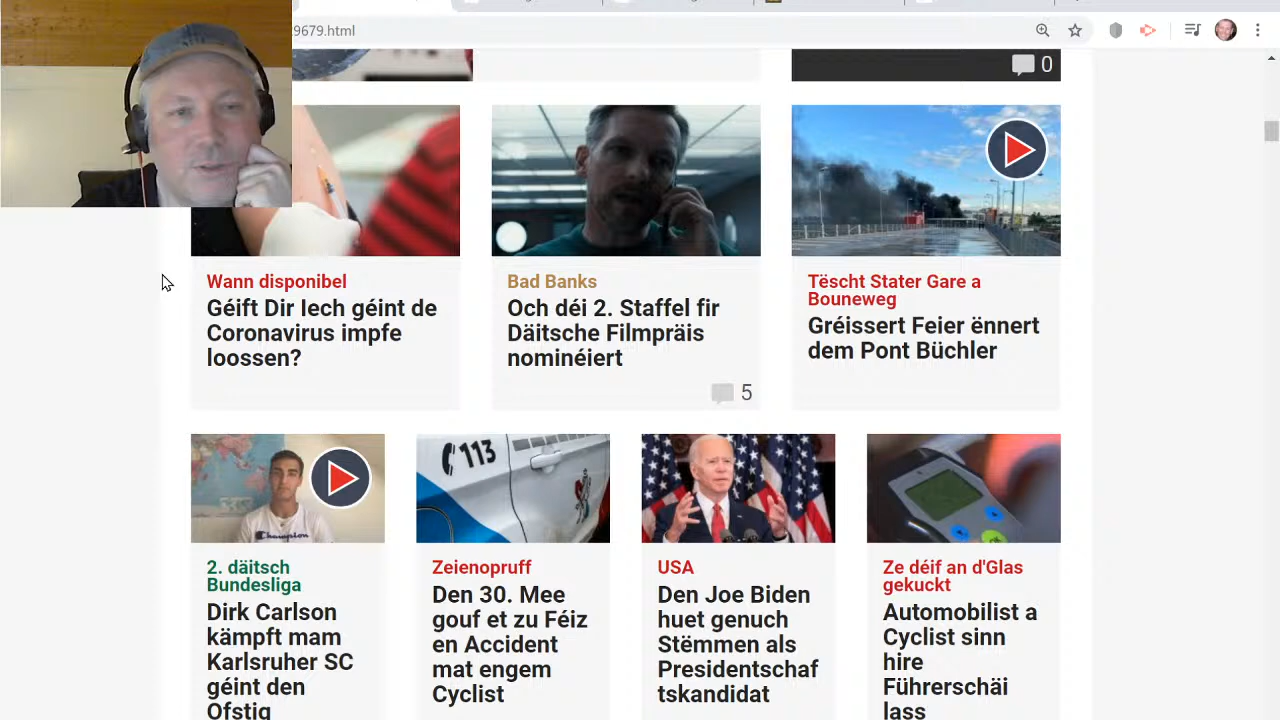 9679.html
0
Wann disponibel
Géift Dir Iech géint de
Coronavirus impfe
loossen?
Bad Banks
Och déi 2. Staffel fir
Däitsche Filmpräis
nominéiert
5
Tëscht Stater Gare a
Bouneweg
Gréissert Feier ënnert
dem Pont Büchler
113
Champion
2. däitsch
Bundesliga
Dirk Carlson
kämpft mam
Karlsruher SC
géint den
Ofstig
Zeienopruff
Den 30. Mee
gouf et zu Féiz
en Accident
mat engem
Cyclist
USA
Den Joe Biden
huet genuch
Stëmmen als
Presidentschaf
tskandidat
Ze déif an d'Glas
gekuckt
Automobilist a
Cyclist sinn
hire
Führerschäi
lass